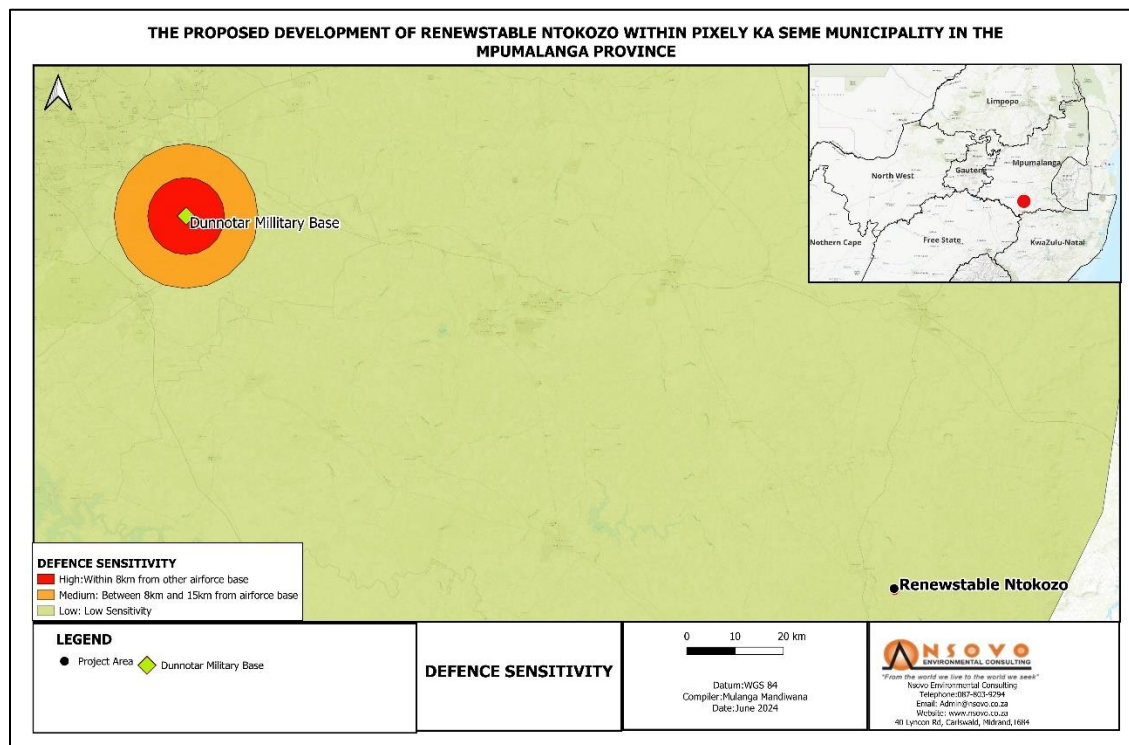 THE PROPOSED DEVELOPMENT OF RENEWSTABLE NTOKOZO WITHIN PIXELY KA SEME MUNICIPALITY IN THE
MPUMALANGA PROVINCE
Limpopo
Mpumalanga
Gauteng
North West
Free State
KwaZulu-Natal
Nothern Cape
Dunnotar Millitary Base
Renewstable Ntokozo
DEFENCE SENSITIVITY
High:Within 8km from other airforce base
Medium: Between 8km and 15km from airforce base
Low: Low Sensitivity
LEGEND
Project Area
Dunnotar Military Base
DEFENCE SENSITIVITY
0 10 20 km
Datum:WGS 84
Compiler:Mulanga Mandiwana
Date:June 2024
NSOVO
ENVIRONMENTAL CONSULTING
"From the world we live to the world we seek"
Nsovo Environmental Consulting
Telephone:087-803-9294
Email: Admin@nsovo.co.za
Website: www.nsovo.co.za
40 Lyncon Rd, Carlswald, Midrand,1684